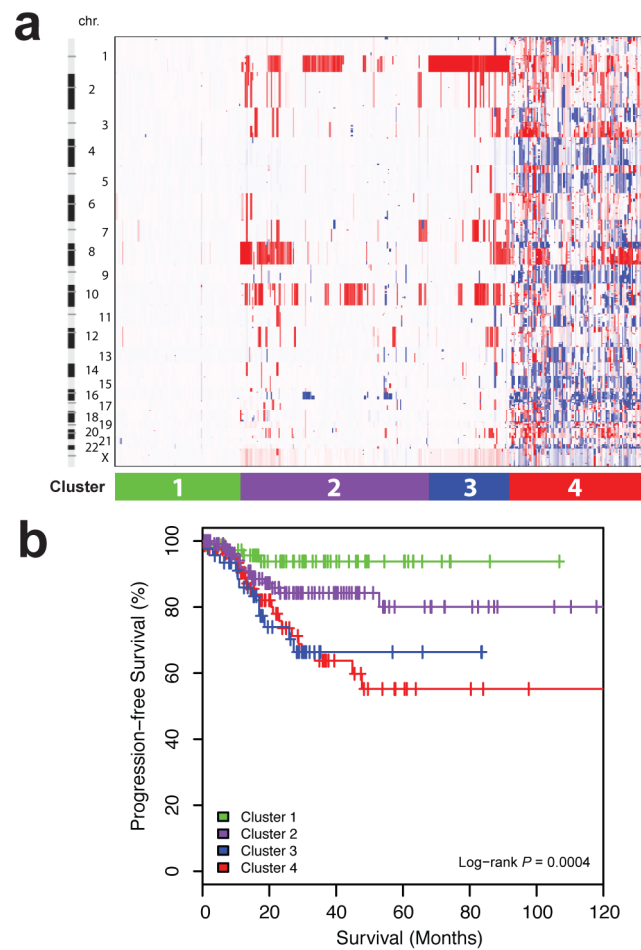 a
chr.
1
2
3
4
5
6
7
8
9
10
11
12
13
14
15
16
17
18
19
20
21
22
X
Cluster 1 2 3 4
b
Progression-free Survival (%)
100
80
60
40
20
0
Cluster 1
Cluster 2
Cluster 3
Cluster 4
Log-rank P = 0.0004
0 20 40 60 80 100 120
Survival (Months)